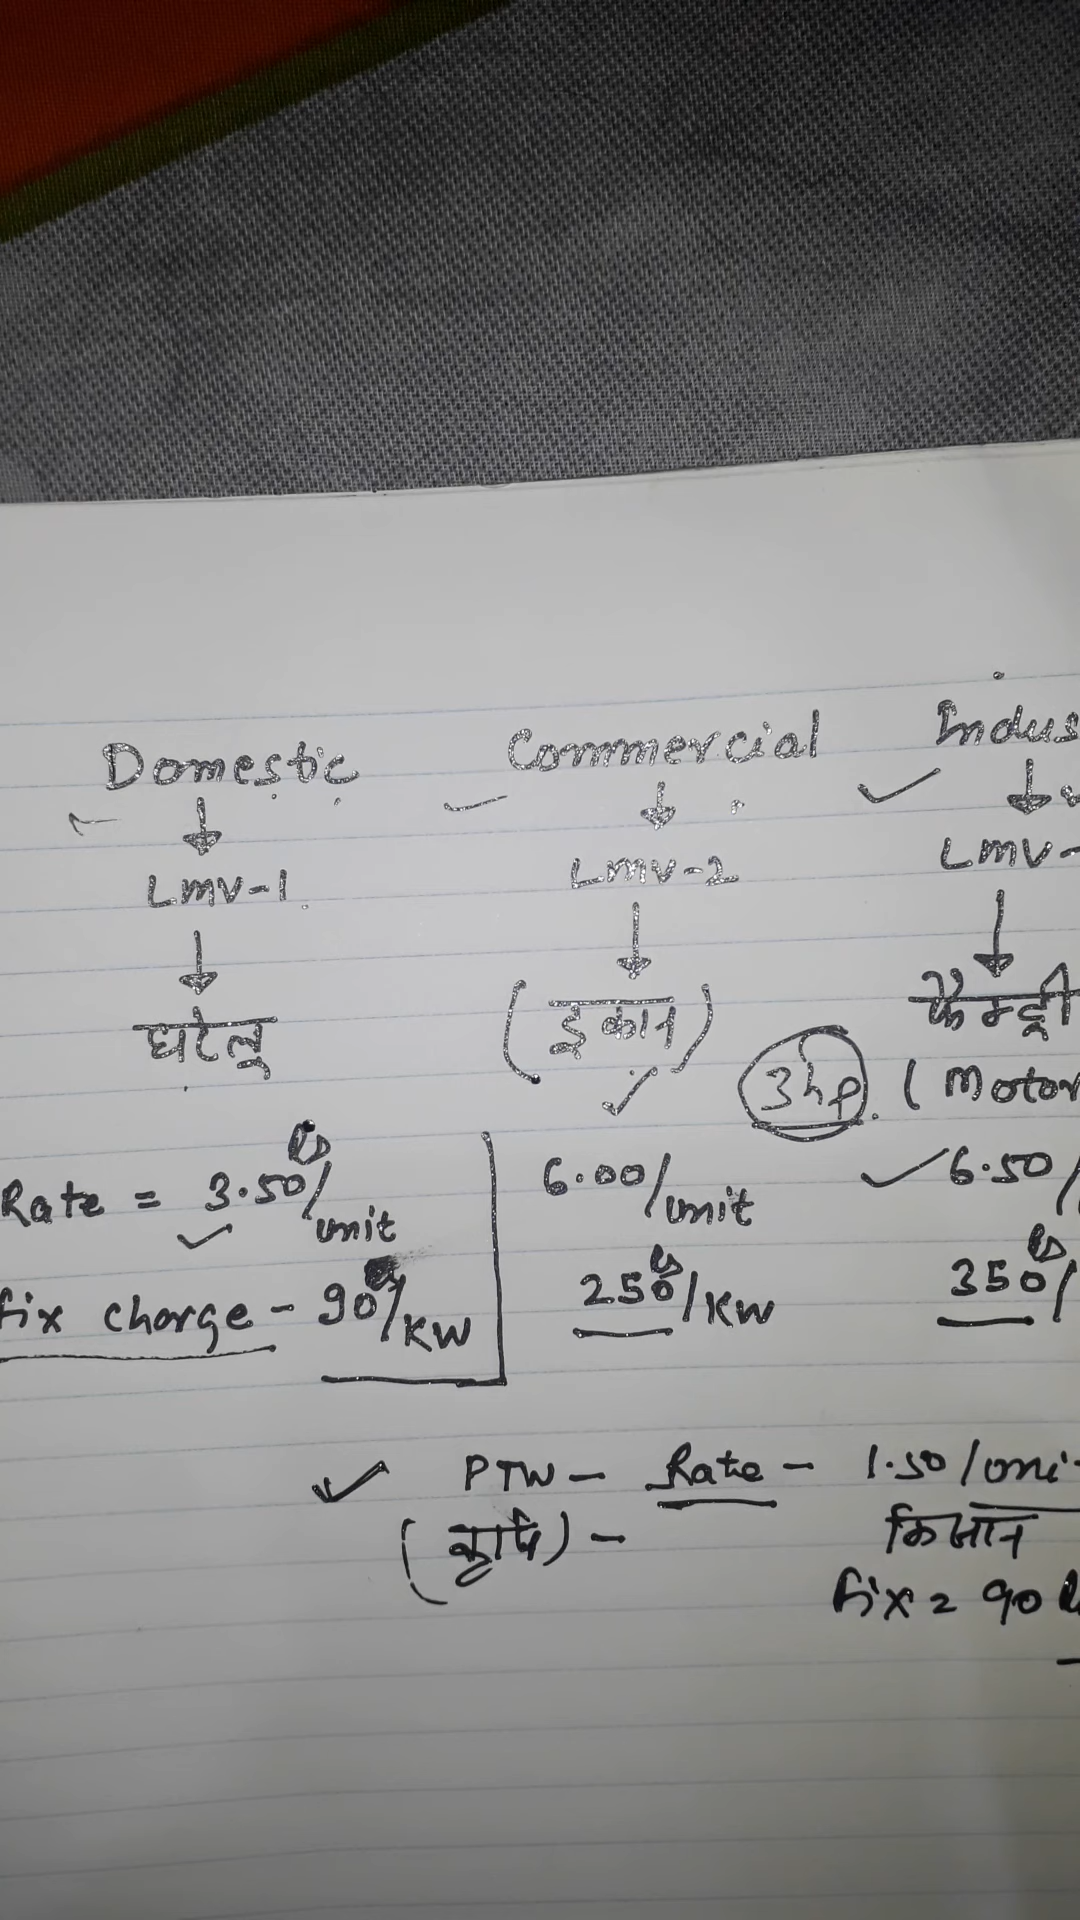 Domestic Commercial Indus
LMV-1 LMV-2 LMV-
घरेलू (दुकान) फैक्ट्री
3hp. (Motor
Rate = 3.50/unit 6.00/unit 6.50/
fix charge - 90/KW 250/KW 350/
PTW - Rate - 1.50/uni
(कृषि) - किसान
fix = 90